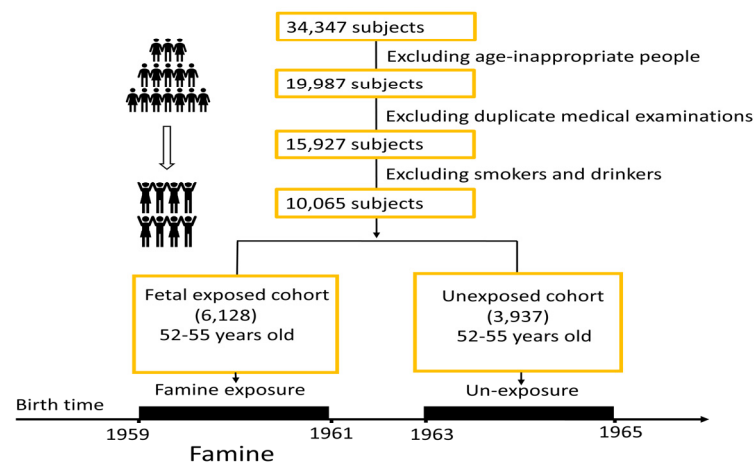 34,347 subjects
Excluding age-inappropriate people
19,987 subjects
Excluding duplicate medical examinations
15,927 subjects
Excluding smokers and drinkers
10,065 subjects
Fetal exposed cohort
(6,128)
52-55 years old
Unexposed cohort
(3,937)
52-55 years old
Famine exposure
Un-exposure
Birth time
1959
1961
1963
1965
Famine